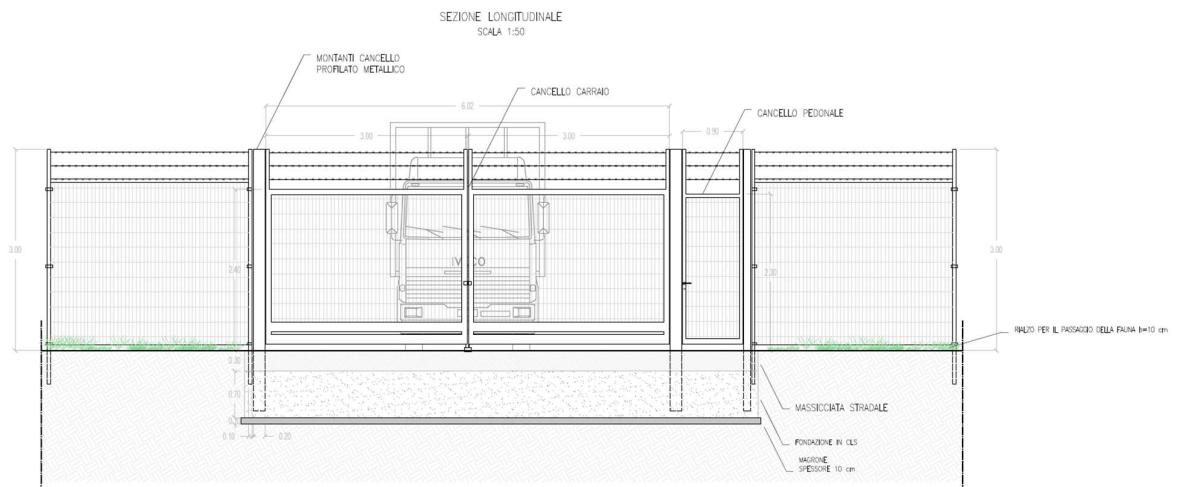 SEZIONE LONGITUDINALE
SCALA 1:50
MONTANTI CANCELLO
PROFILATO METALLICO
CANCELLO CARRAIO
6.02
CANCELLO PEDONALE
3.00
3.00
0.90
3.00
2.40
IVECO
2.30
3.00
RIALZO PER IL PASSAGGIO DELLA FAUNA h=10 cm
0.30
0.70
MASSICCIATA STRADALE
0.10
0.20
FONDAZIONE IN CLS
MAGRONE
SPESSORE 10 cm